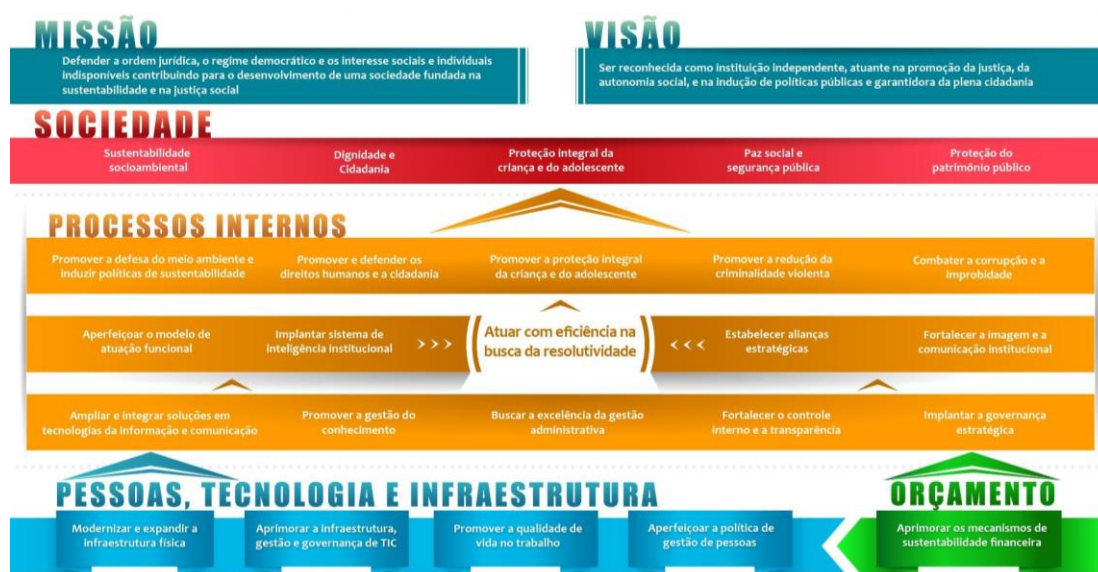 MISSÃO
Defender a ordem jurídica, o regime democrático e os interesse sociais e individuais
indisponíveis contribuindo para o desenvolvimento de uma sociedade fundada na
sustentabilidade e na justiça social
VISÃO
Ser reconhecida como instituição independente, atuante na promoção da justiça, da
autonomia social, e na indução de políticas públicas e garantidora da plena cidadania
SOCIEDADE
Sustentabilidade
socioambiental
Dignidade e
Cidadania
Proteção integral da
criança e do adolescente
Paz social e
segurança pública
Proteção do
patrimônio público
PROCESSOS INTERNOS
Promover a defesa do meio ambiente e
induzir políticas de sustentabilidade
Promover e defender os
direitos humanos e a cidadania
Promover a proteção integral
da criança e do adolescente
Promover a redução da
criminalidade violenta
Combater a corrupção e a
improbidade
Aperfeiçoar o modelo de
atuação funcional
Implantar sistema de
inteligência institucional
Atuar com eficiência na
busca da resolutividade
Estabelecer alianças
estratégicas
Fortalecer a imagem e a
comunicação institucional
Ampliar e integrar soluções em
tecnologias da informação e comunicação
Promover a gestão do
conhecimento
Buscar a excelência da gestão
administrativa
Fortalecer o controle
interno e a transparência
Implantar a governança
estratégica
PESSOAS, TECNOLOGIA E INFRAESTRUTURA
Modernizar e expandir a
infraestrutura física
Aprimorar a infraestrutura,
gestão e governança de TIC
Promover a qualidade de
vida no trabalho
Aperfeiçoar a política de
gestão de pessoas
ORÇAMENTO
Aprimorar os mecanismos de
sustentabilidade financeira